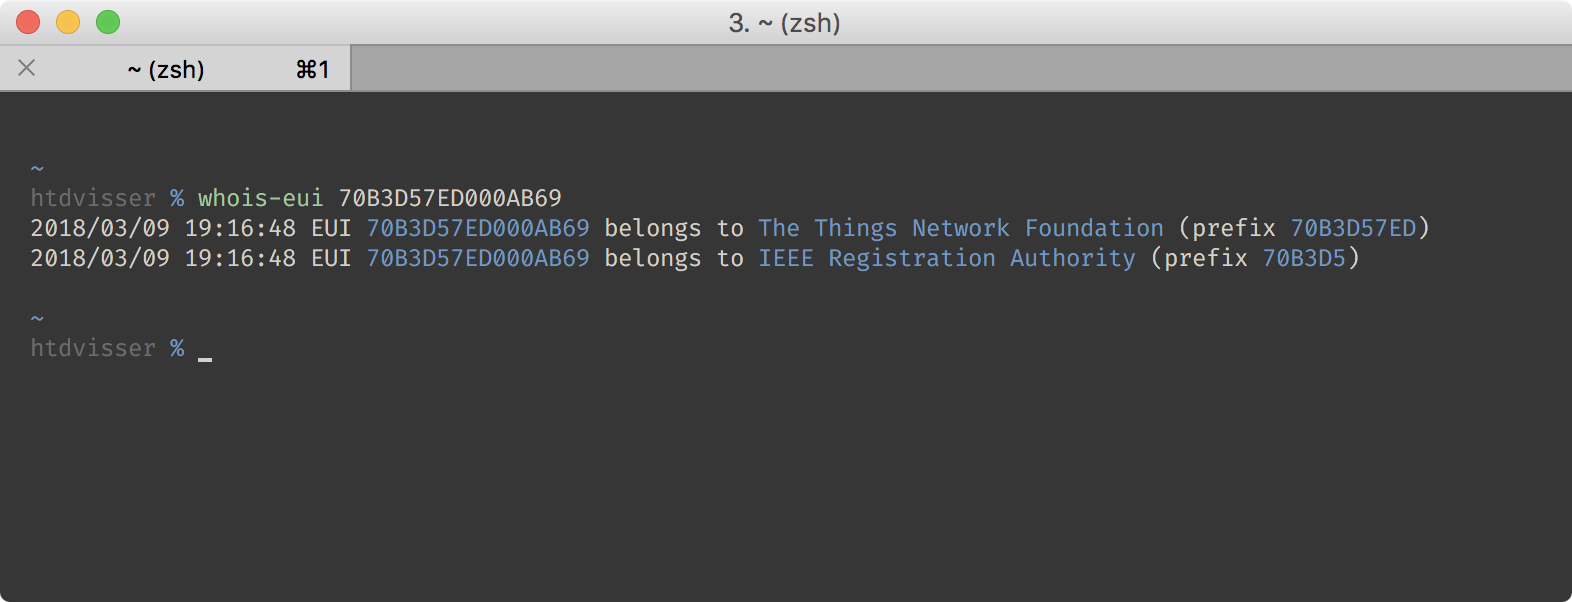 3. ~ (zsh)
~ (zsh) ⌘1
~
htdvisser % whois-eui 70B3D57ED000AB69
2018/03/09 19:16:48 EUI 70B3D57ED000AB69 belongs to The Things Network Foundation (prefix 70B3D57ED)
2018/03/09 19:16:48 EUI 70B3D57ED000AB69 belongs to IEEE Registration Authority (prefix 70B3D5)
~
htdvisser % _